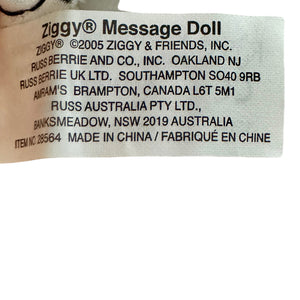 Ziggy® Message Doll
ZIGGY® ©2005 ZIGGY & FRIENDS, INC.
RUSS BERRIE AND CO., INC. OAKLAND NJ
RUSS BERRIE UK LTD. SOUTHAMPTON SO40 9RB
AMRAM'S BRAMPTON, CANADA L6T 5M1
RUSS AUSTRALIA PTY LTD.,
BANKSMEADOW, NSW 2019 AUSTRALIA
ITEM NO 28564 MADE IN CHINA / FABRIQUÉ EN CHINE